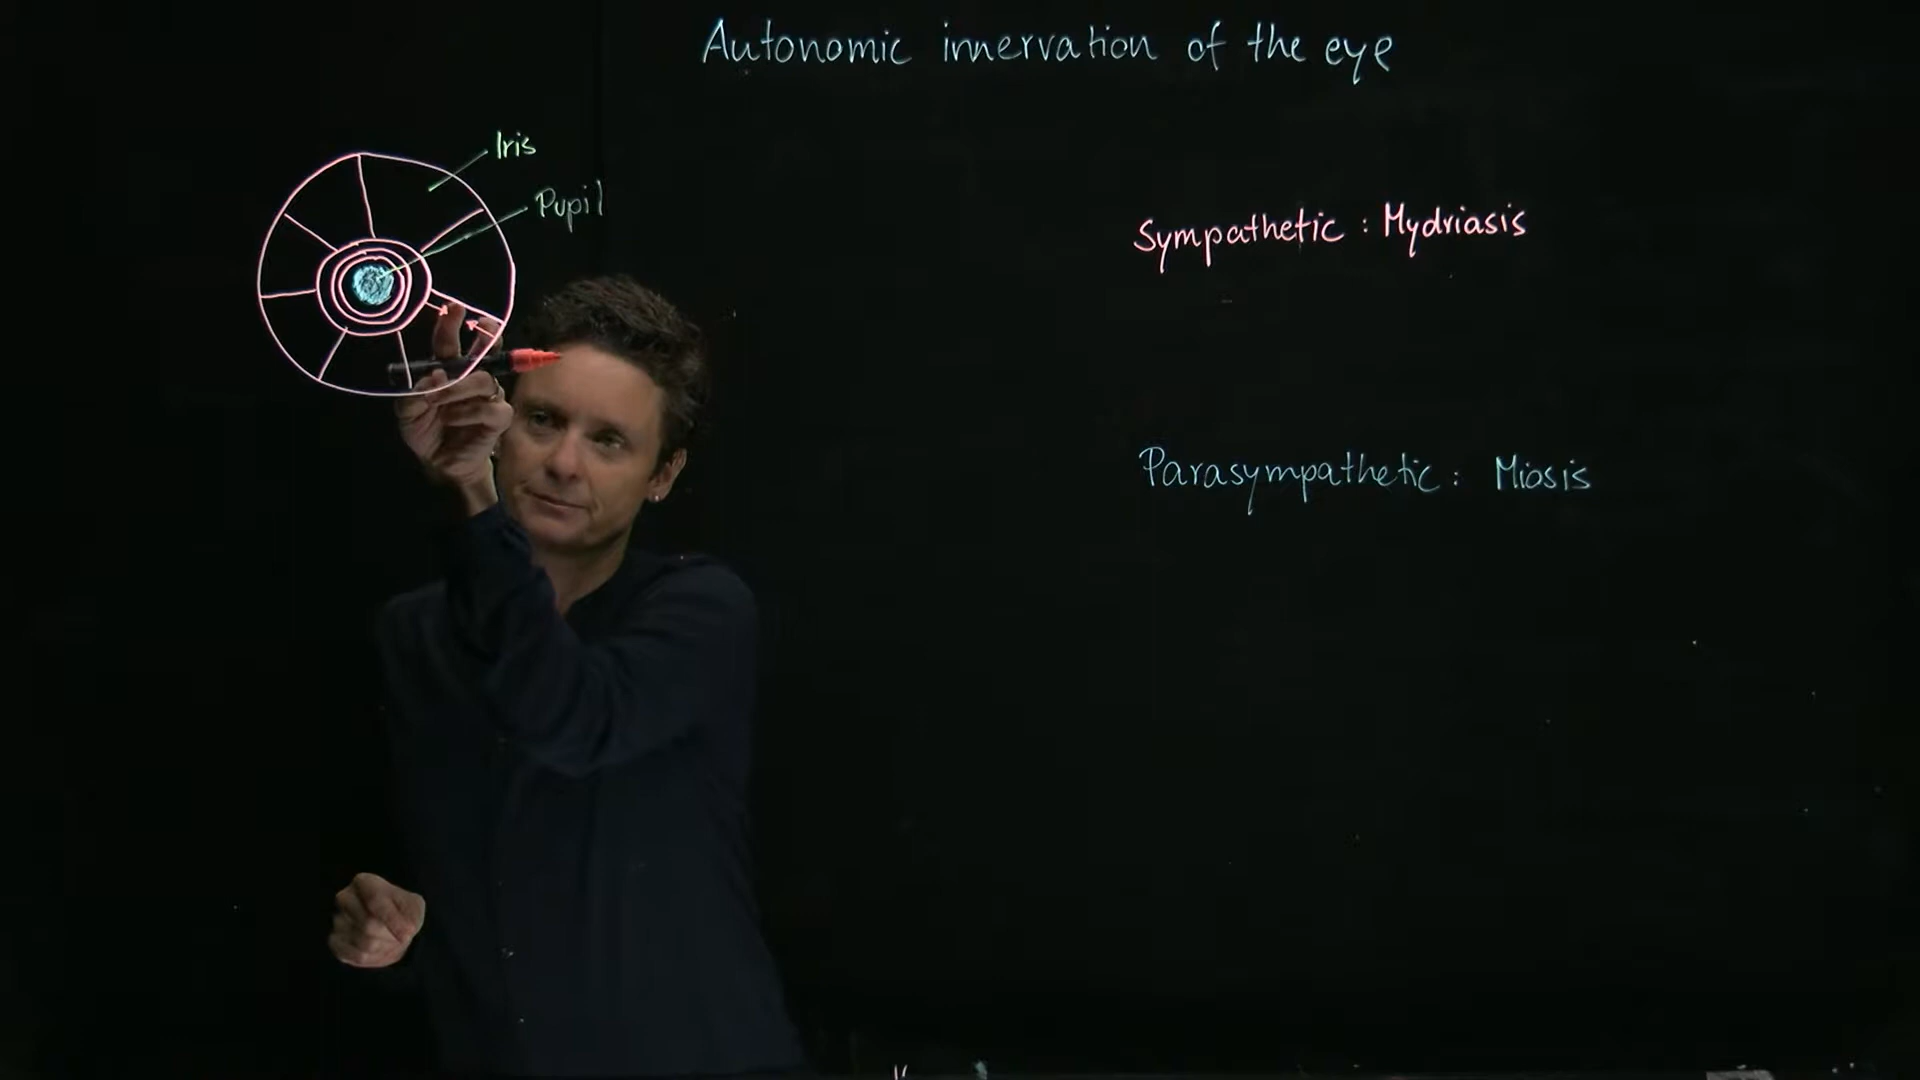 Autonomic innervation of the eye
Iris
Pupil
Sympathetic : Mydriasis
Parasympathetic : Miosis